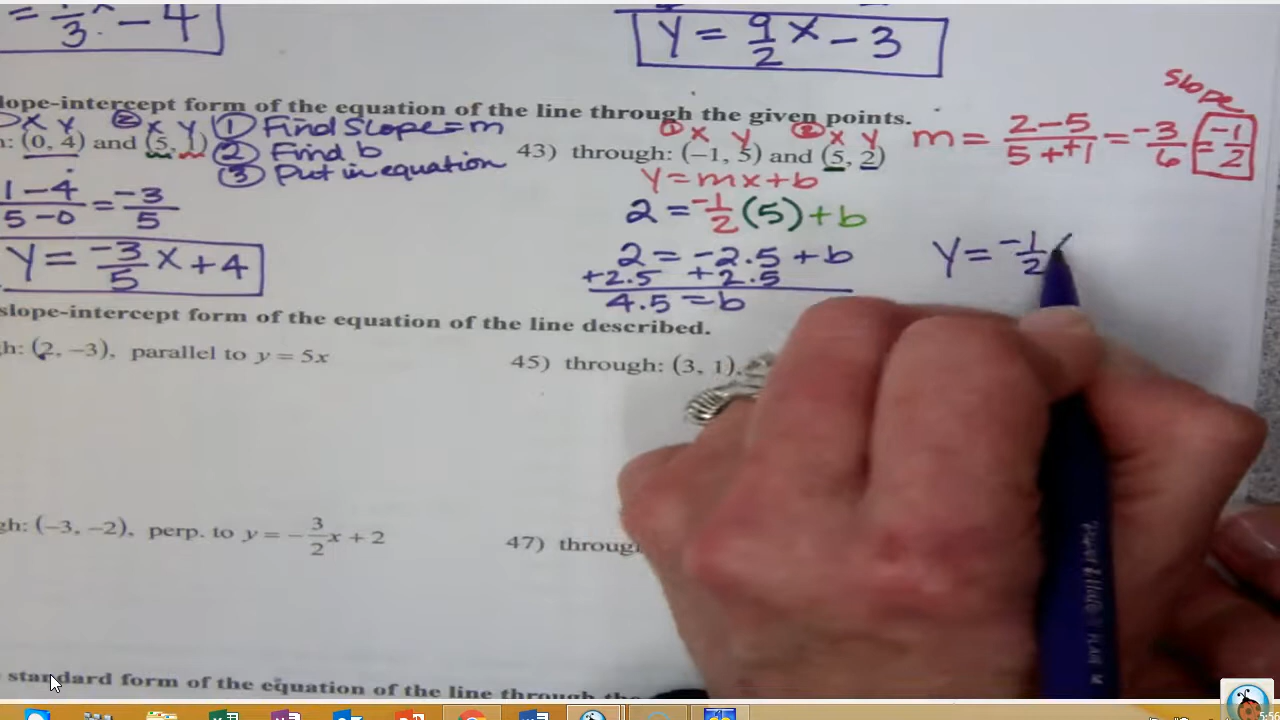 = 1/3 x - 4
y = 9/2 x - 3
lope-intercept form of the equation of the line through the given points.
slope
x y ② x y
h: (0, 4) and (5, 1)
① Find Slope = m
② Find b
③ Put in equation
1-4/5-0 = -3/5
y = -3/5 x + 4
① x y ② x y
43) through: (−1, 5) and (5, 2)
m = 2-5/5++1 = -3/6 = -1/2
y = mx + b
2 = -1/2 (5) + b
2 = -2.5 + b
+2.5 +2.5
4.5 = b
y = -1/2
slope-intercept form of the equation of the line described.
gh: (2, −3), parallel to y = 5x
45) through: (3, 1),
gh: (−3, −2), perp. to y = −3/2 x + 2
47) throug
standard form of the equation of the line through the